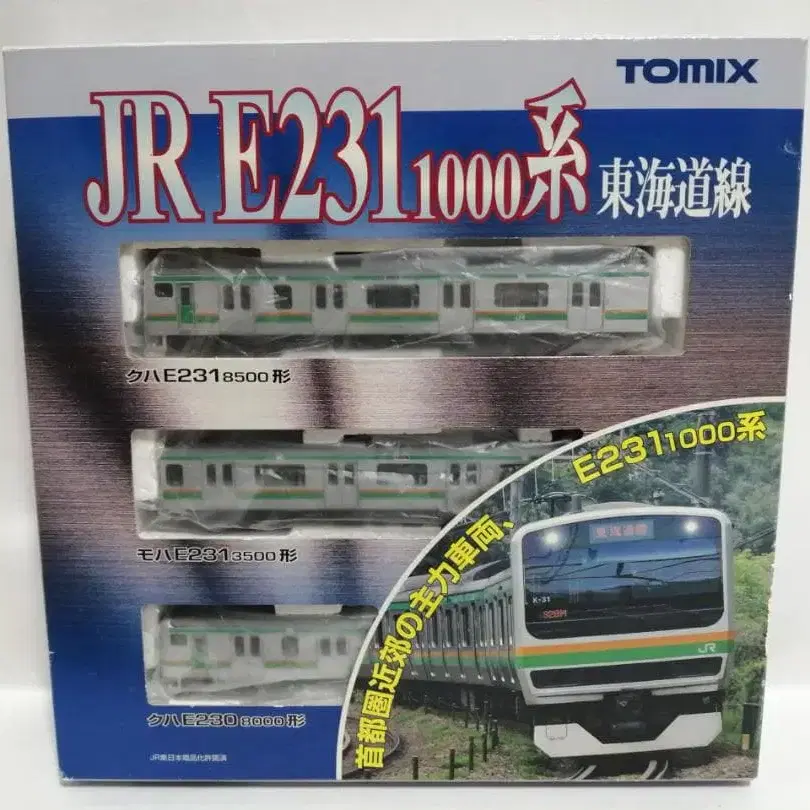 TOMIX
JR E231 1000系 東海道線
JR
クハE231 8500形
E231 1000系
モハE231 3500形
首都圏近郊の主力車両、
東海道線
K-31
JR
クハE230 8000形
JR東日本商品化許諾済